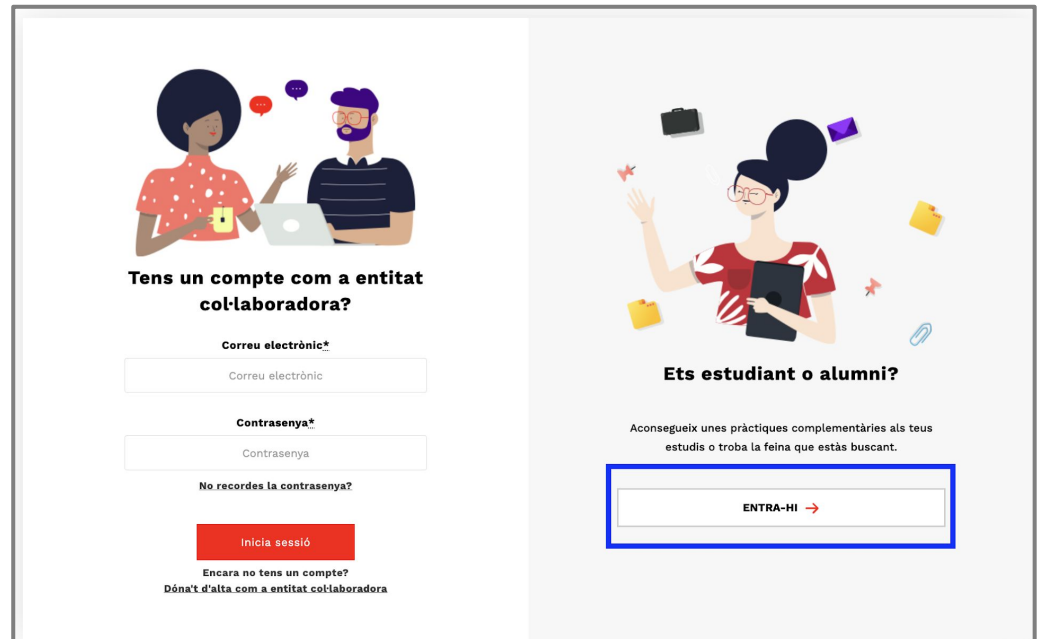 Tens un compte com a entitat
col·laboradora?
Correu electrònic*
Correu electrònic
Contrasenya*
Contrasenya
No recordes la contrasenya?
Inicia sessió
Encara no tens un compte?
Dóna't d'alta com a entitat col·laboradora
Ets estudiant o alumni?
Aconsegueix unes pràctiques complementàries als teus
estudis o troba la feina que estàs buscant.
ENTRA-HI →